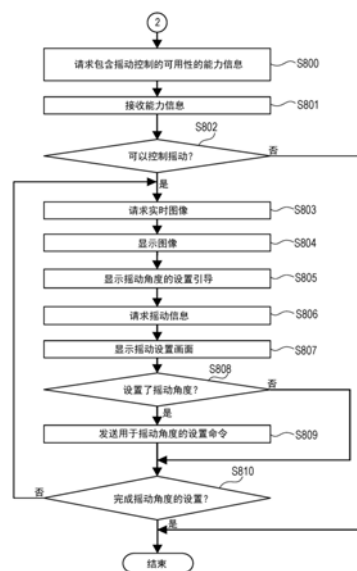 2
请求包含摇动控制的可用性的能力信息
S800
接收能力信息
S801
S802
可以控制摇动?
否
是
请求实时图像
S803
显示图像
S804
显示摇动角度的设置引导
S805
请求摇动信息
S806
显示摇动设置画面
S807
S808
设置了摇动角度?
否
是
发送用于摇动角度的设置命令
S809
S810
否
完成摇动角度的设置?
是
结束